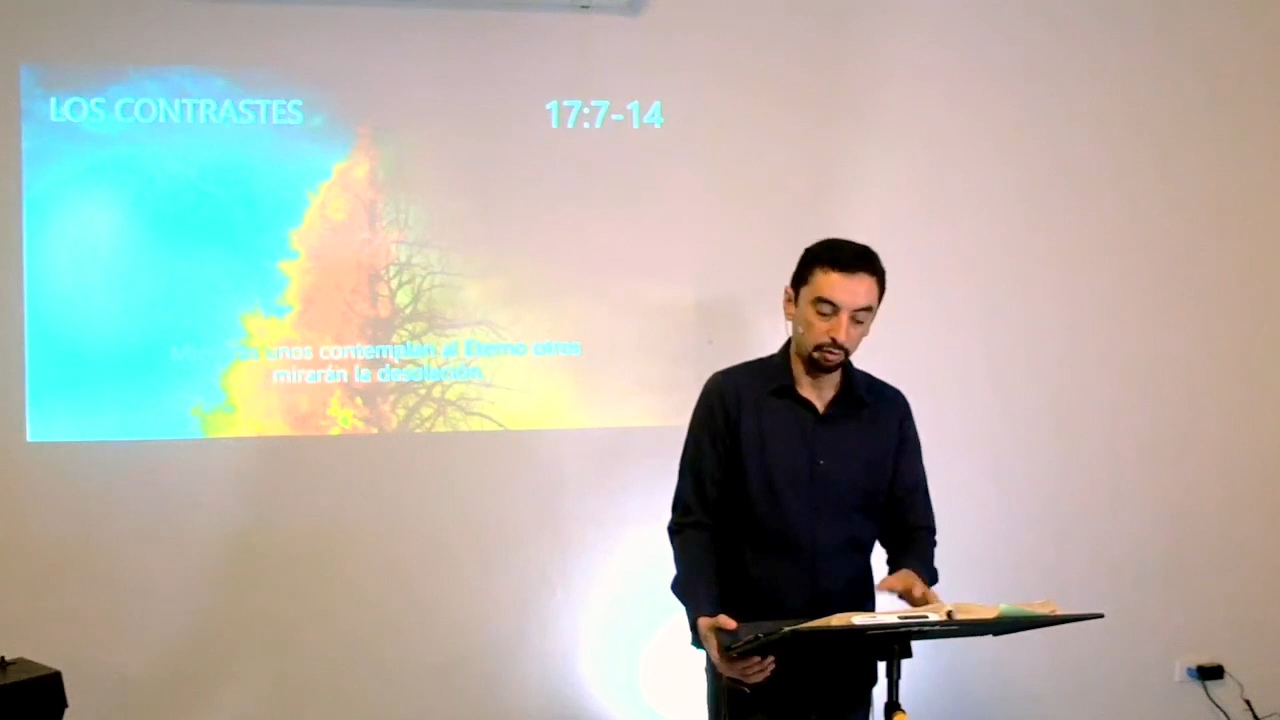 LOS CONTRASTES
17:7-14
unos contemplan al Eterno otros
mirarán la desolación.